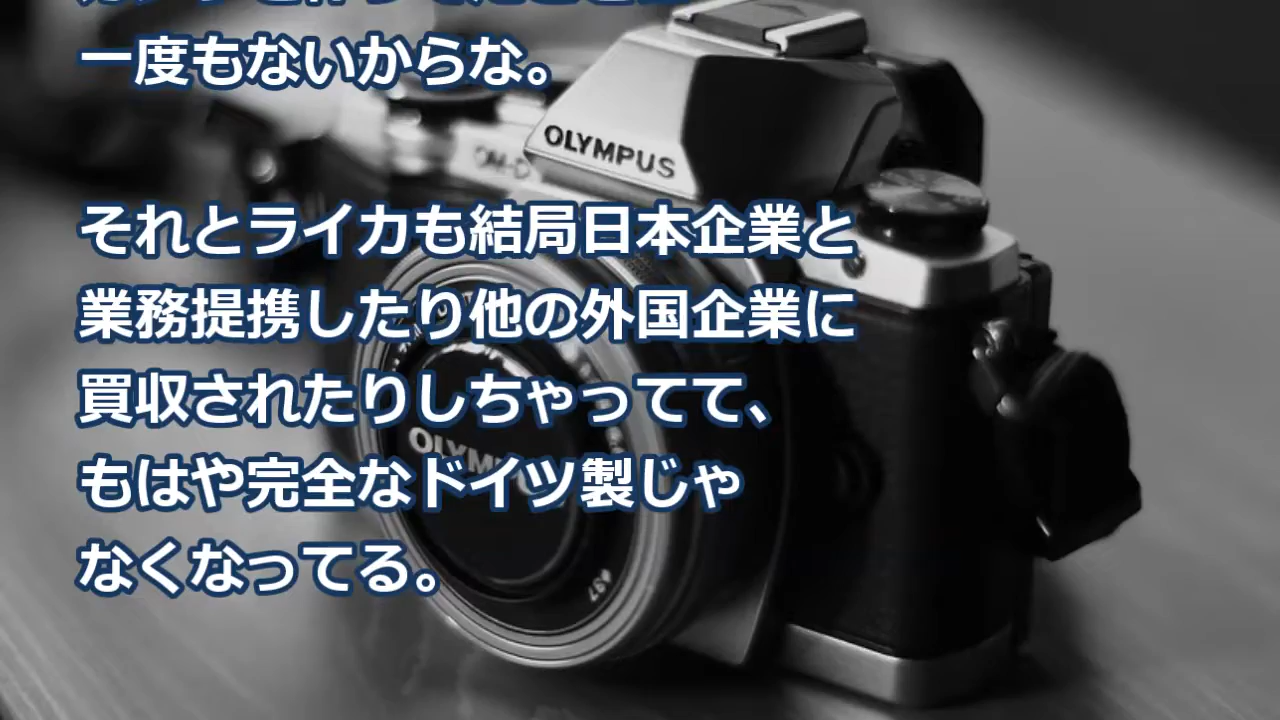 一度もないからな。
OLYMPUS
OM-D
それとライカも結局日本企業と
業務提携したり他の外国企業に
買収されたりしちゃってて、
もはや完全なドイツ製じゃ
なくなってる。